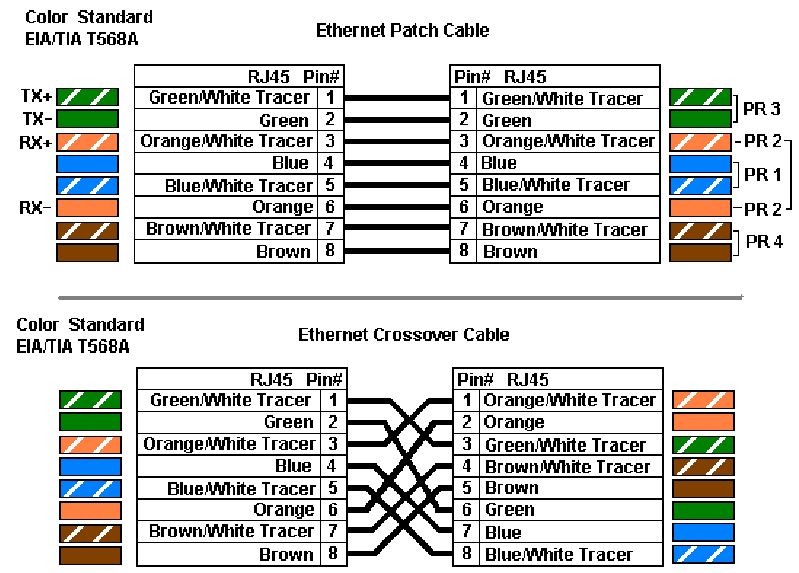 Color Standard
EIA/TIA T568A
Ethernet Patch Cable
RJ45 Pin# Pin# RJ45
TX+ Green/White Tracer 1 1 Green/White Tracer
TX- Green 2 2 Green PR 3
RX+ Orange/White Tracer 3 3 Orange/White Tracer PR 2
Blue 4 4 Blue
Blue/White Tracer 5 5 Blue/White Tracer PR 1
RX- Orange 6 6 Orange PR 2
Brown/White Tracer 7 7 Brown/White Tracer
Brown 8 8 Brown PR 4
Color Standard
EIA/TIA T568A
Ethernet Crossover Cable
RJ45 Pin# Pin# RJ45
Green/White Tracer 1 1 Orange/White Tracer
Green 2 2 Orange
Orange/White Tracer 3 3 Green/White Tracer
Blue 4 4 Brown/White Tracer
Blue/White Tracer 5 5 Brown
Orange 6 6 Green
Brown/White Tracer 7 7 Blue
Brown 8 8 Blue/White Tracer